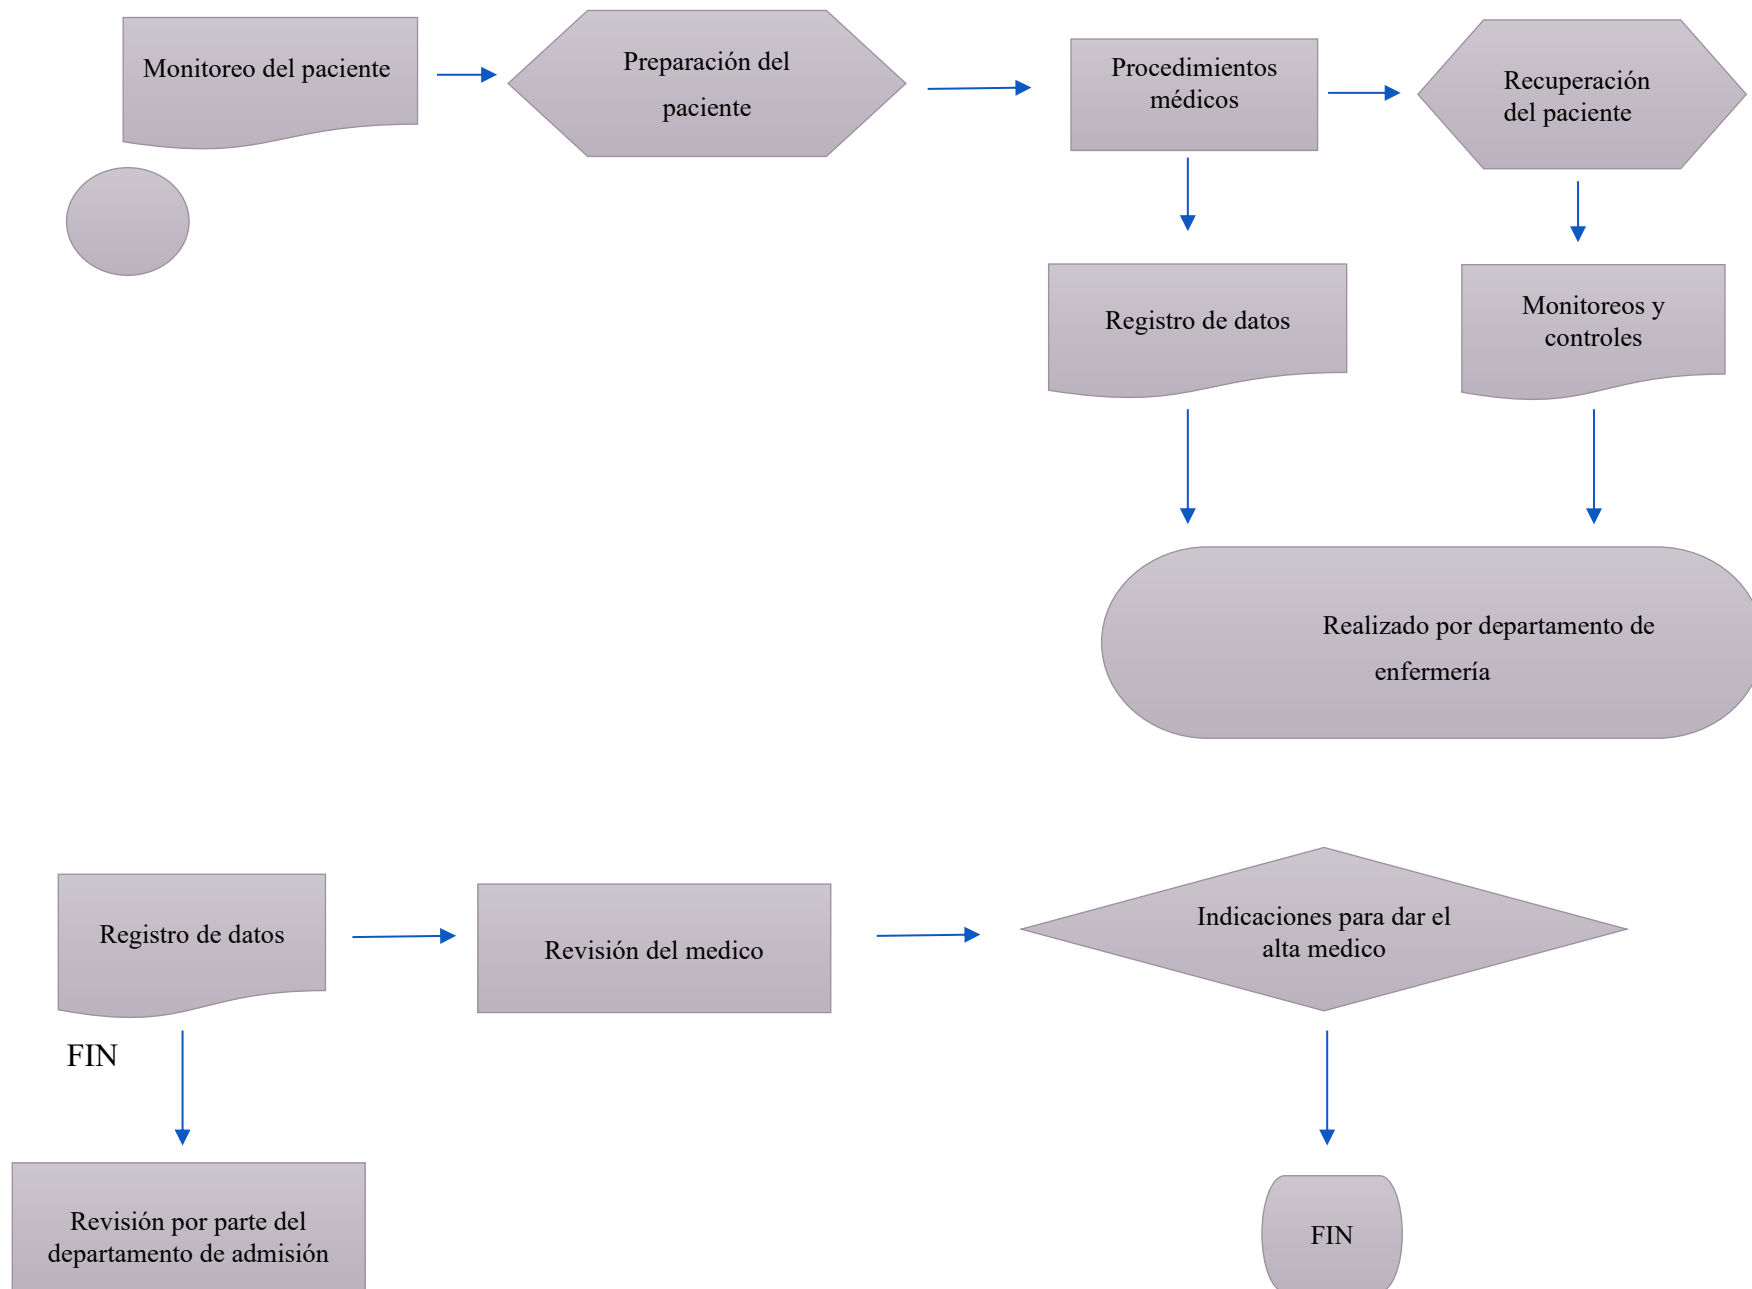 Monitoreo del paciente
Preparación del
paciente
Procedimientos
médicos
Recuperación
del paciente
Registro de datos
Monitoreos y
controles
Realizado por departamento de
enfermería
Registro de datos
Revisión del medico
Indicaciones para dar el
alta medico
FIN
Revisión por parte del
departamento de admisión
FIN